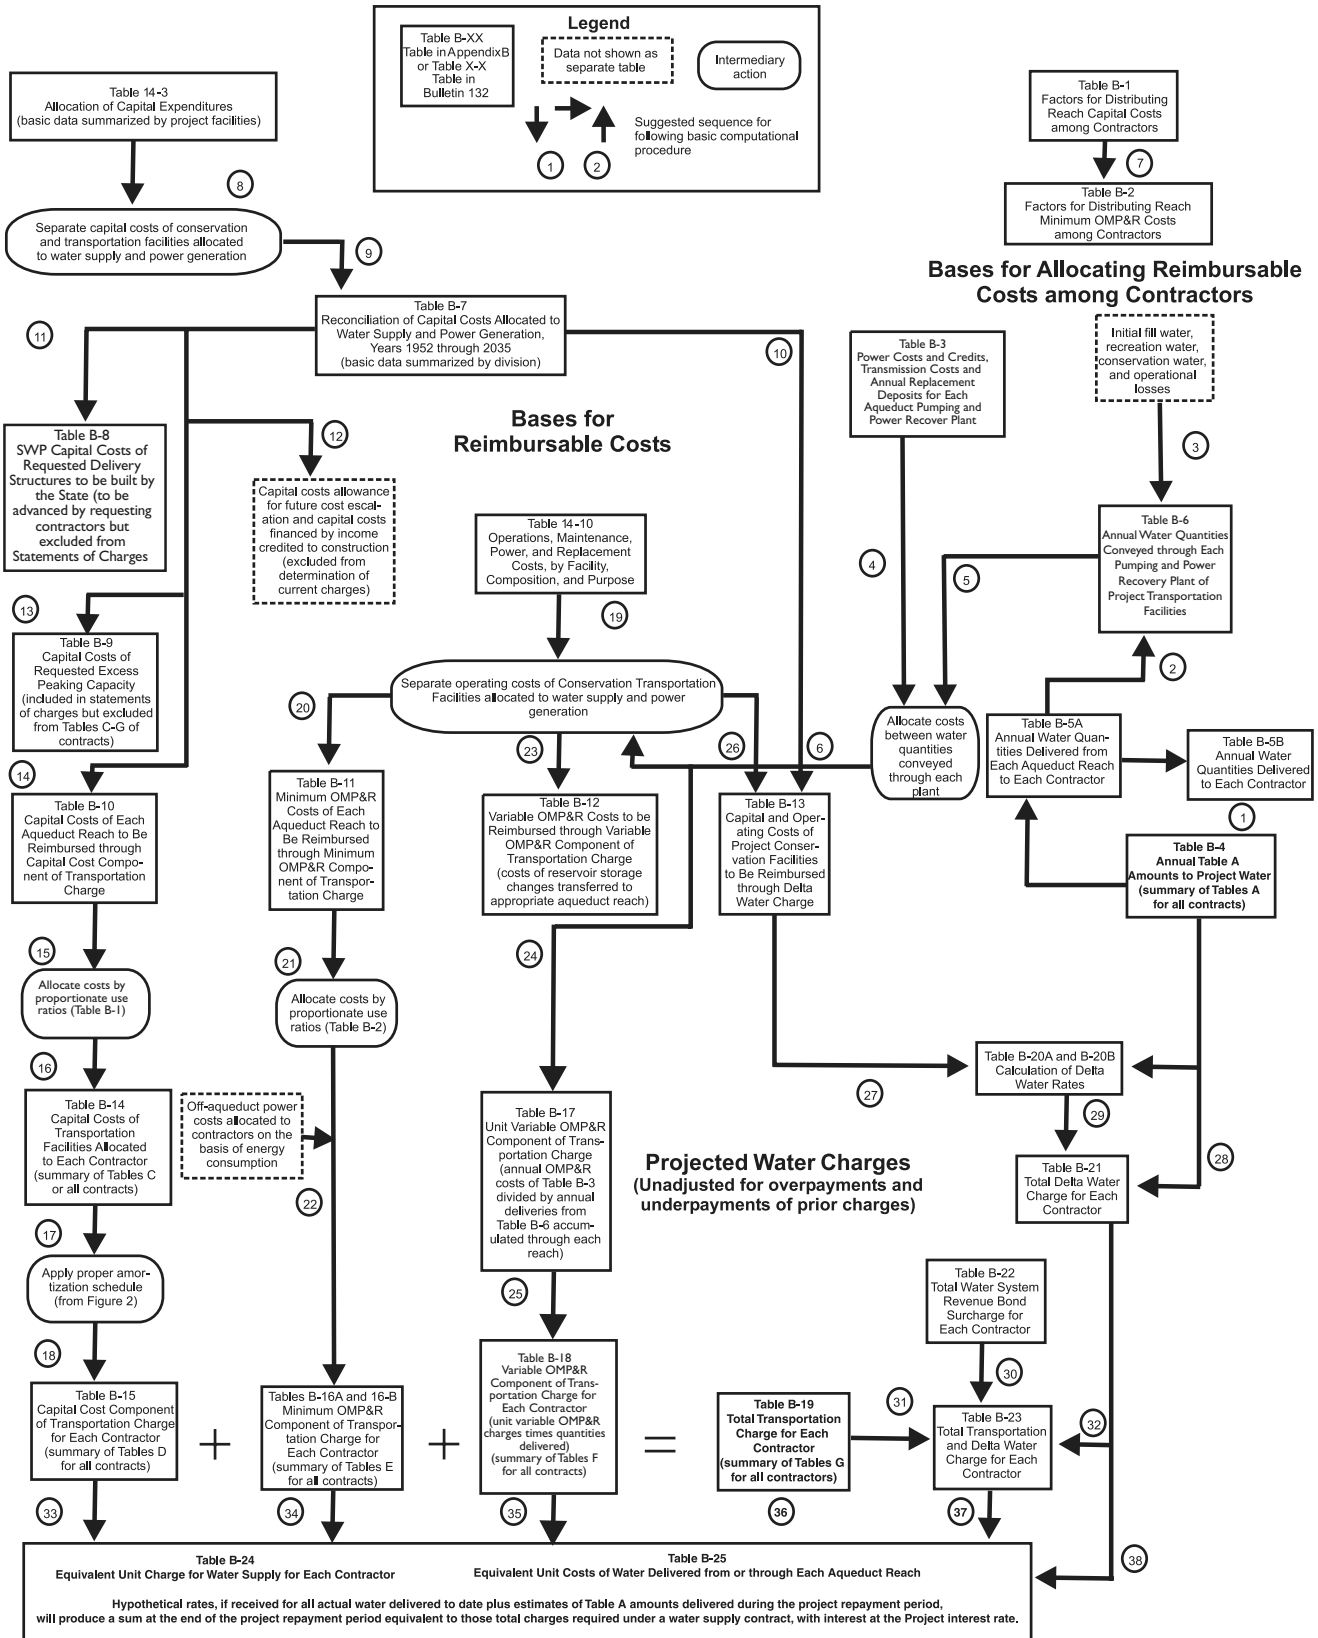 Legend
Table B-XX
Table in AppendixB
or Table X-X
Table in
Bulletin 132
Data not shown as
separate table
Intermediary
action
Suggested sequence for
following basic computational
procedure
1
2
Table 14-3
Allocation of Capital Expenditures
(basic data summarized by project facilities)
8
Separate capital costs of conservation
and transportation facilities allocated
to water supply and power generation
9
Table B-1
Factors for Distributing
Reach Capital Costs
among Contractors
7
Table B-2
Factors for Distributing Reach
Minimum OMP&R Costs
among Contractors
Bases for Allocating Reimbursable
Costs among Contractors
Table B-7
Reconciliation of Capital Costs Allocated to
Water Supply and Power Generation,
Years 1952 through 2035
(basic data summarized by division)
11
10
Table B-3
Power Costs and Credits,
Transmission Costs and
Annual Replacement
Deposits for Each
Aqueduct Pumping and
Power Recover Plant
Initial fill water,
recreation water,
conservation water,
and operational
losses
Bases for
Reimbursable Costs
12
3
Table B-8
SWP Capital Costs of
Requested Delivery
Structures to be built by
the State (to be
advanced by requesting
contractors but
excluded from
Statements of Charges
Capital costs allowance
for future cost escal-
ation and capital costs
financed by income
credited to construction
(excluded from
determination of
current charges)
Table 14-10
Operations, Maintenance,
Power, and Replacement
Costs, by Facility,
Composition, and Purpose
4
5
Table B-6
Annual Water Quantities
Conveyed through Each
Pumping and Power
Recovery Plant of
Project Transportation
Facilities
13
19
2
Table B-9
Capital Costs of
Requested Excess
Peaking Capacity
(included in statements
of charges but excluded
from Tables C-G of
contracts)
Separate operating costs of Conservation Transportation
Facilities allocated to water supply and power
generation
20
23
26
6
Allocate costs
between water
quantities
conveyed
through each
plant
Table B-5A
Annual Water Quan-
tities Delivered from
Each Aqueduct Reach
to Each Contractor
Table B-5B
Annual Water
Quantities Delivered
to Each Contractor
1
14
Table B-10
Capital Costs of Each
Aqueduct Reach to Be
Reimbursed through
Capital Cost Compo-
nent of Transportation
Charge
Table B-11
Minimum OMP&R
Costs of Each
Aqueduct Reach to
Be Reimbursed
through Minimum
OMP&R Compo-
nent of Transpor-
tation Charge
Table B-12
Variable OMP&R Costs to be
Reimbursed through Variable
OMP&R Component of
Transportation Charge
(costs of reservoir storage
changes transferred to
appropriate aqueduct reach)
Table B-13
Capital and Oper-
ating Costs of
Project Conser-
vation Facilities
to Be Reimbursed
through Delta
Water Charge
Table B-4
Annual Table A
Amounts to Project Water
(summary of Tables A
for all contracts)
15
21
24
Allocate costs by
proportionate use
ratios (Table B-1)
Allocate costs by
proportionate use
ratios (Table B-2)
16
27
Table B-20A and B-20B
Calculation of Delta
Water Rates
29
28
Table B-14
Capital Costs of
Transportation
Facilities Allocated
to Each Contractor
(summary of Tables C
or all contracts)
Off-aqueduct power
costs allocated to
contractors on the
basis of energy
consumption
22
Table B-17
Unit Variable OMP&R
Component of Trans-
portation Charge
(annual OMP&R
costs of Table B-3
divided by annual
deliveries from
Table B-6 accum-
ulated through each
reach)
Projected Water Charges
(Unadjusted for overpayments and
underpayments of prior charges)
Table B-21
Total Delta Water
Charge for Each
Contractor
17
Apply proper amor-
tization schedule
(from Figure 2)
25
Table B-22
Total Water System
Revenue Bond
Surcharge for
Each Contractor
18
30
Table B-15
Capital Cost Component
of Transportation Charge
for Each Contractor
(summary of Tables D
for all contracts)
+
Tables B-16A and 16-B
Minimum OMP&R
Component of Transpor-
tation Charge for
Each Contractor
(summary of Tables E
for all contracts)
+
Table B-18
Variable OMP&R
Component of Trans-
portation Charge for
Each Contractor
(unit variable OMP&R
charges times quantities
delivered)
(summary of Tables F
for all contracts)
=
Table B-19
Total Transportation
Charge for Each
Contractor
(summary of Tables G
for all contractors)
31
Table B-23
Total Transportation
and Delta Water
Charge for Each
Contractor
32
33
34
35
36
37
38
Table B-24
Equivalent Unit Charge for Water Supply for Each Contractor
Table B-25
Equivalent Unit Costs of Water Delivered from or through Each Aqueduct Reach
Hypothetical rates, if received for all actual water delivered to date plus estimates of Table A amounts delivered during the project repayment period,
will produce a sum at the end of the project repayment period equivalent to those total charges required under a water supply contract, with interest at the Project interest rate.